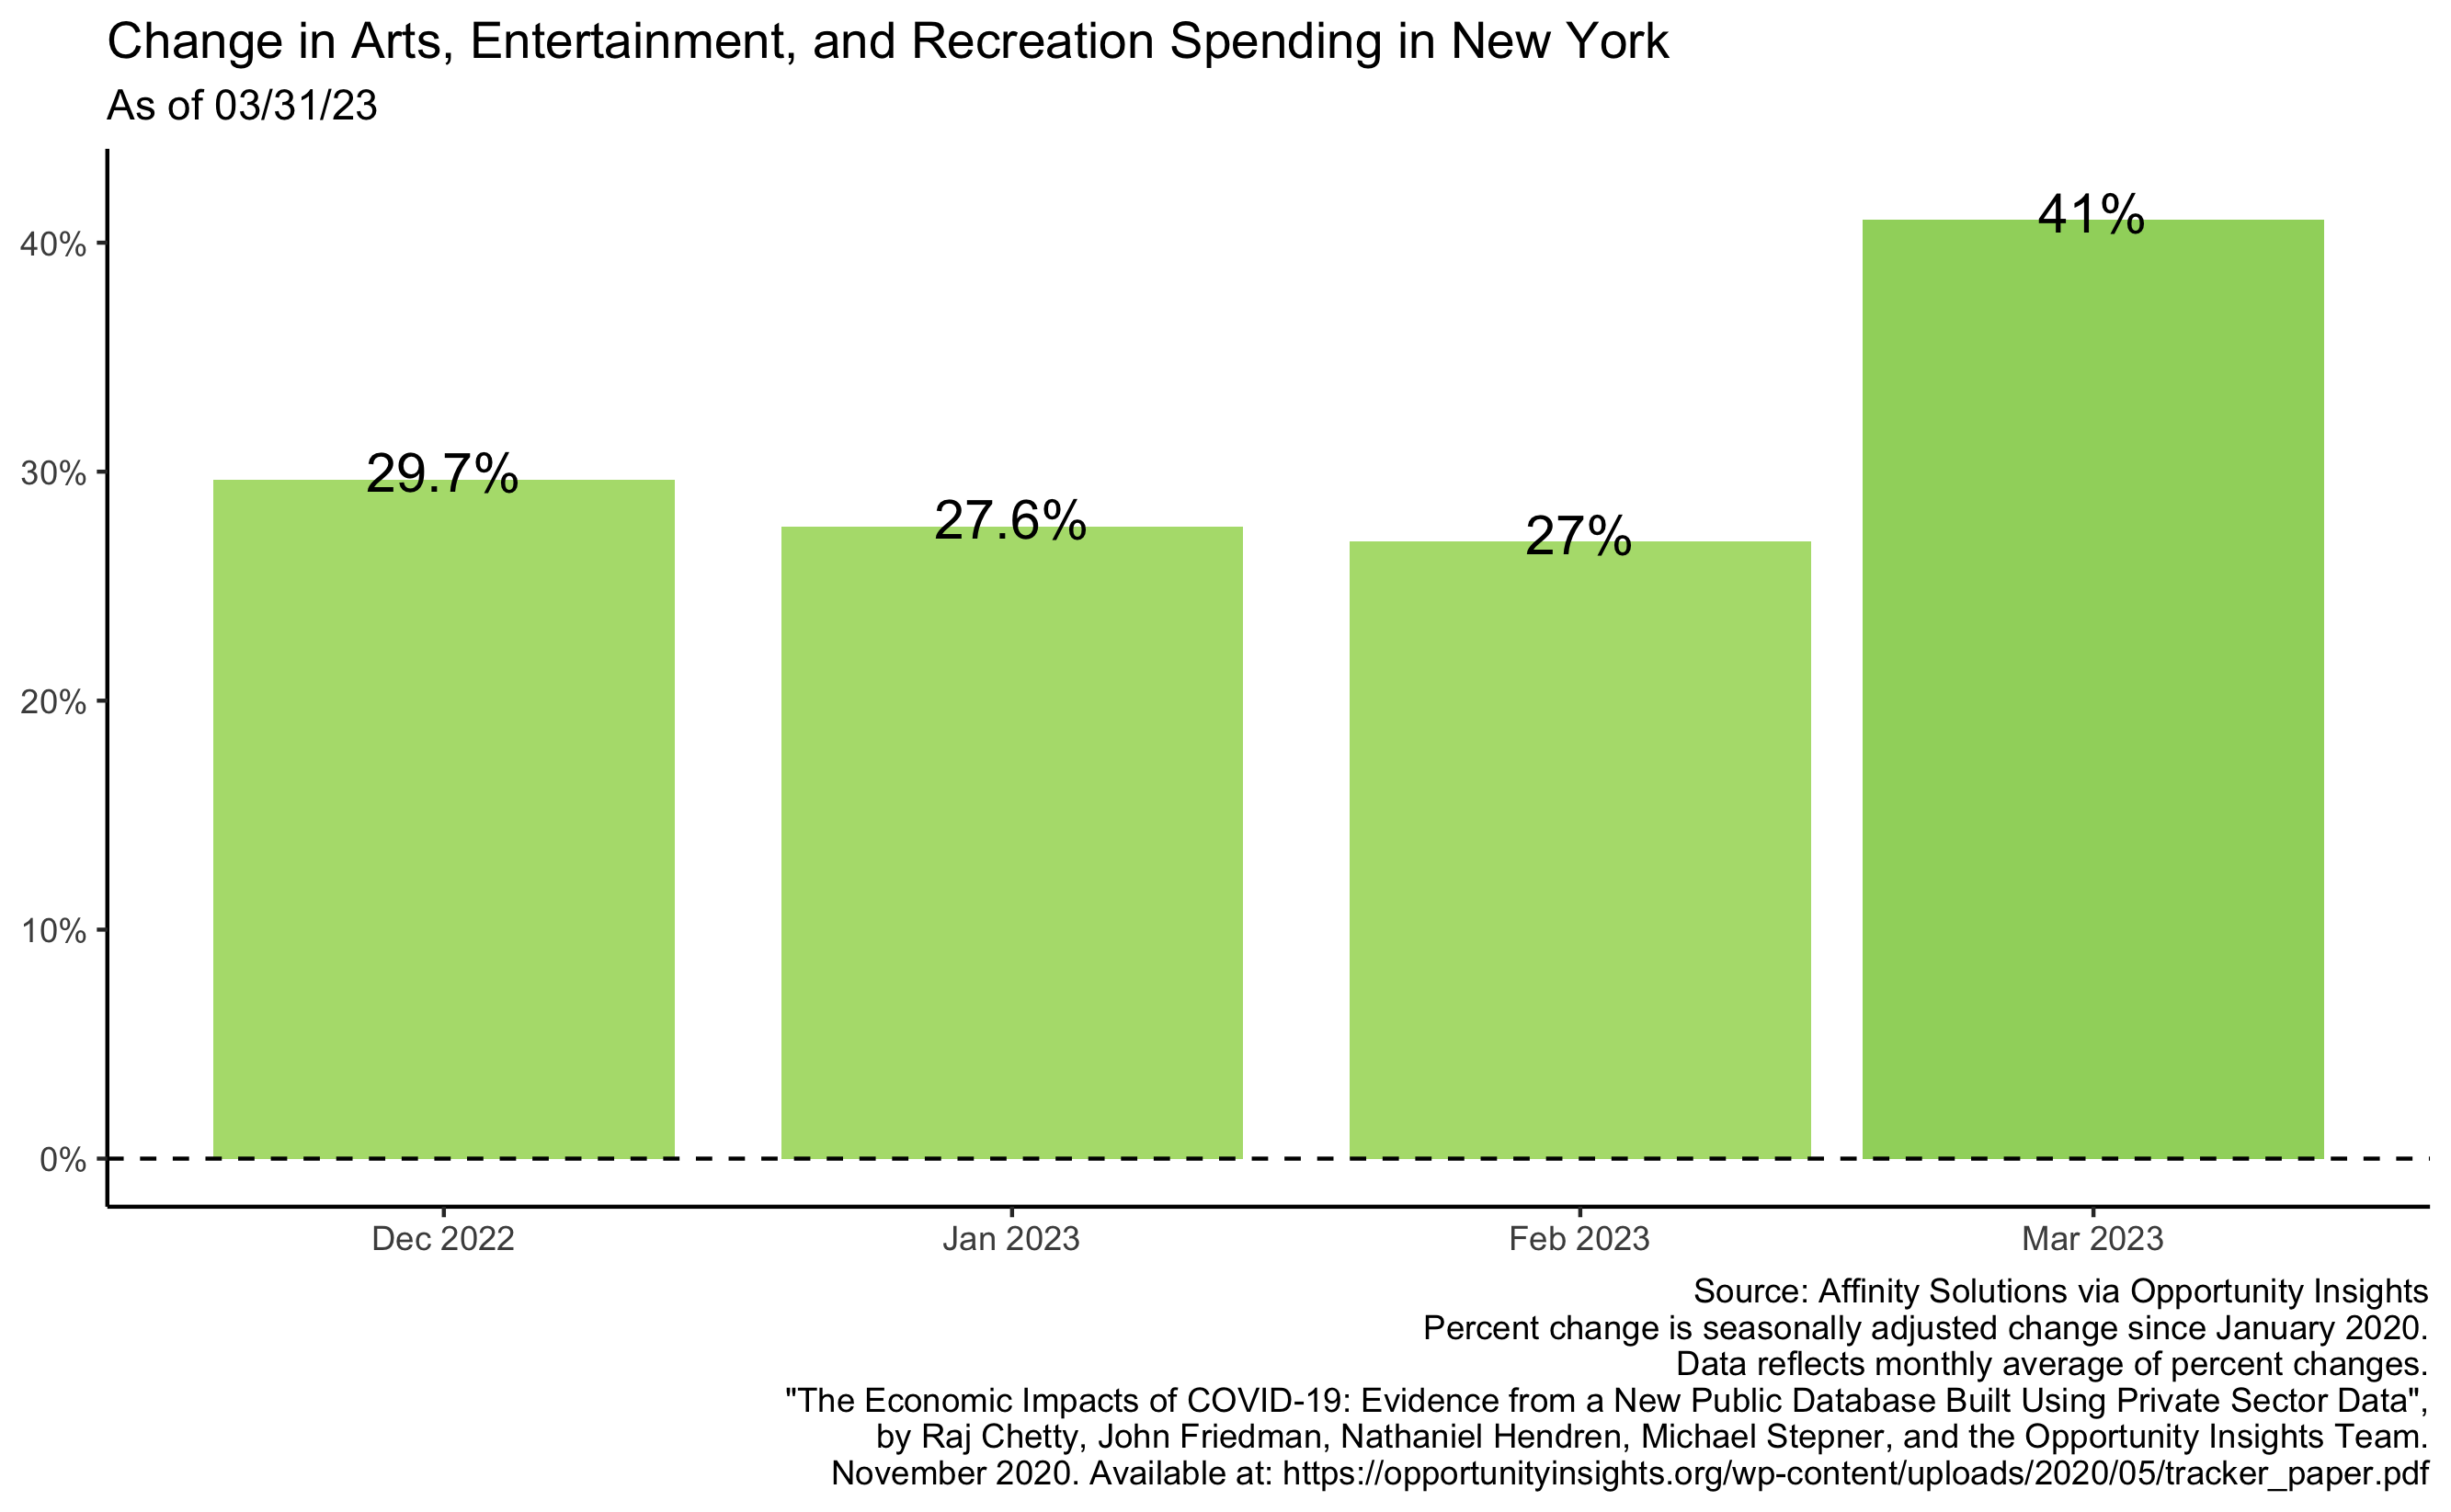 Change in Arts, Entertainment, and Recreation Spending in New York
As of 03/31/23
41%
40%
29.7%
30%
27.6%
27%
20%
10%
0%
Dec 2022
Jan 2023
Feb 2023
Mar 2023
Source: Affinity Solutions via Opportunity Insights
Percent change is seasonally adjusted change since January 2020.
Data reflects monthly average of percent changes.
"The Economic Impacts of COVID-19: Evidence from a New Public Database Built Using Private Sector Data",
by Raj Chetty, John Friedman, Nathaniel Hendren, Michael Stepner, and the Opportunity Insights Team.
November 2020. Available at: https://opportunityinsights.org/wp-content/uploads/2020/05/tracker_paper.pdf